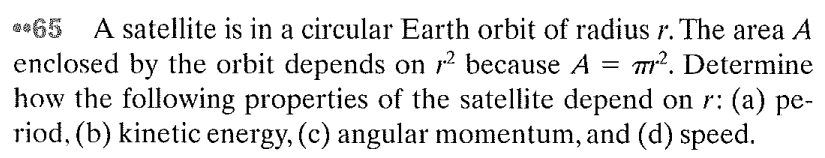 ••65 A satellite is in a circular Earth orbit of radius r. The area A
enclosed by the orbit depends on r² because A = πr². Determine
how the following properties of the satellite depend on r: (a) pe-
riod, (b) kinetic energy, (c) angular momentum, and (d) speed.